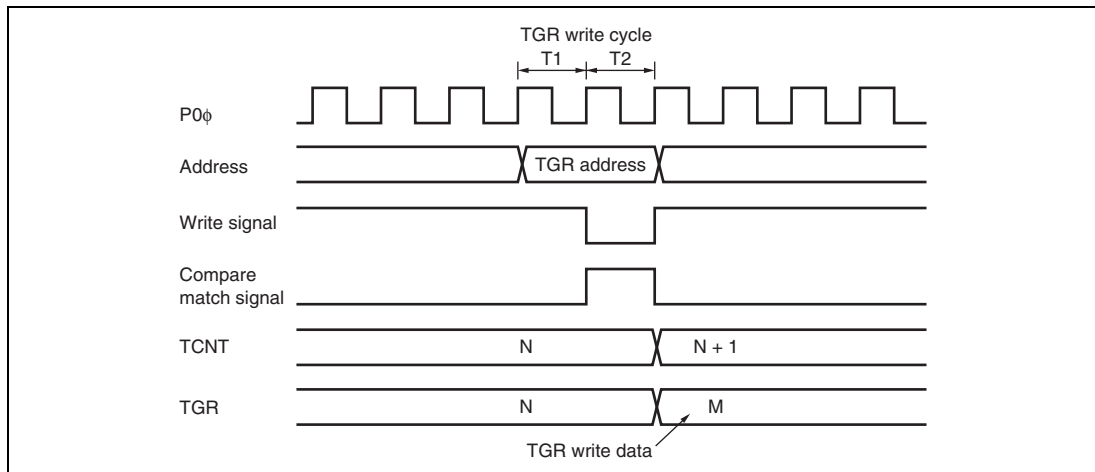 TGR write cycle
T1 T2
P0ϕ
Address TGR address
Write signal
Compare
match signal
TCNT N N + 1
TGR N M
TGR write data